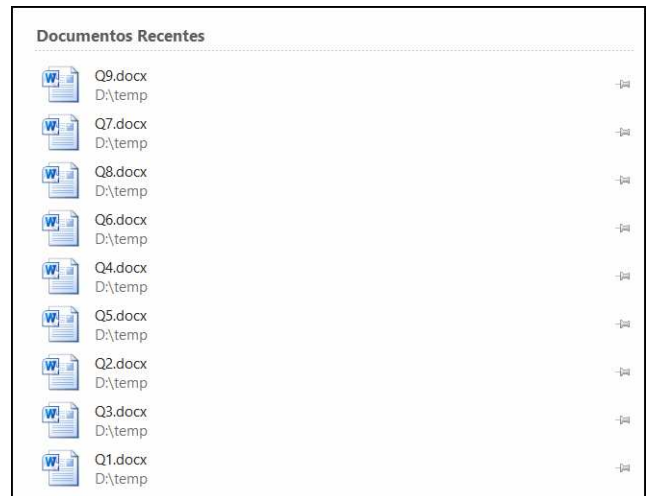 Documentos Recentes
Q9.docx
D:\temp
Q7.docx
D:\temp
Q8.docx
D:\temp
Q6.docx
D:\temp
Q4.docx
D:\temp
Q5.docx
D:\temp
Q2.docx
D:\temp
Q3.docx
D:\temp
Q1.docx
D:\temp